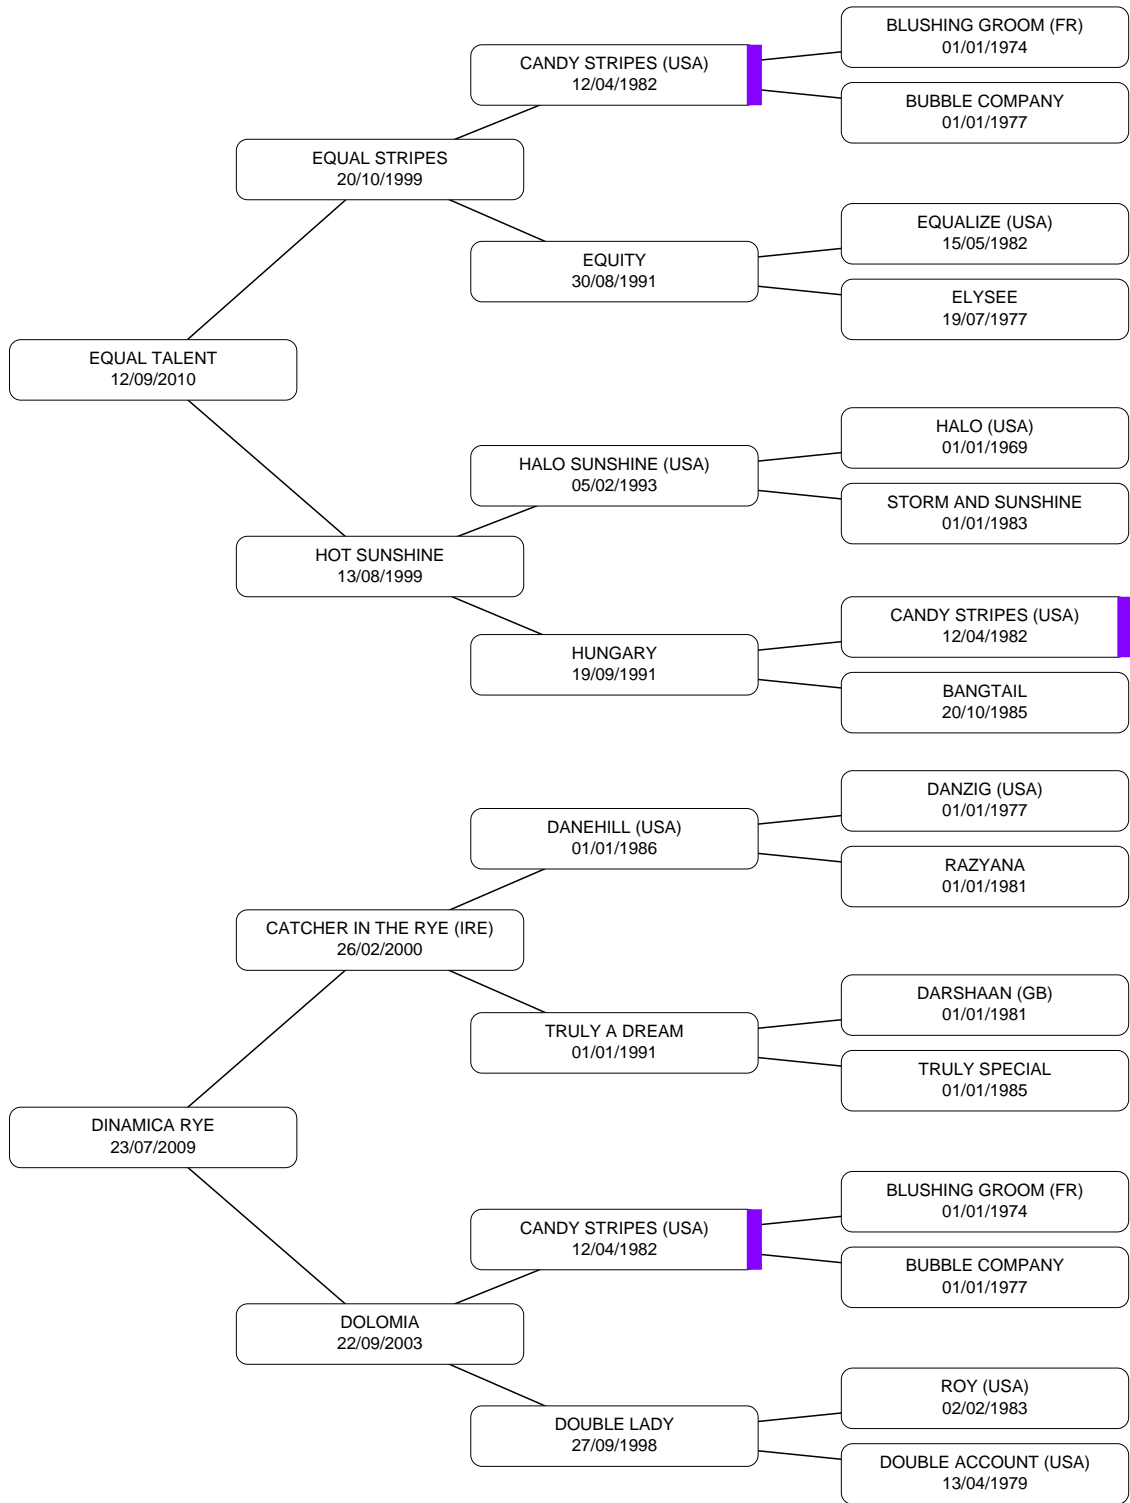 BLUSHING GROOM (FR)
01/01/1974
CANDY STRIPES (USA)
12/04/1982
BUBBLE COMPANY
01/01/1977
EQUAL STRIPES
20/10/1999
EQUALIZE (USA)
15/05/1982
EQUITY
30/08/1991
ELYSEE
19/07/1977
EQUAL TALENT
12/09/2010
HALO (USA)
01/01/1969
HALO SUNSHINE (USA)
05/02/1993
STORM AND SUNSHINE
01/01/1983
HOT SUNSHINE
13/08/1999
CANDY STRIPES (USA)
12/04/1982
HUNGARY
19/09/1991
BANGTAIL
20/10/1985
DANZIG (USA)
01/01/1977
DANEHILL (USA)
01/01/1986
RAZYANA
01/01/1981
CATCHER IN THE RYE (IRE)
26/02/2000
DARSHAAN (GB)
01/01/1981
TRULY A DREAM
01/01/1991
TRULY SPECIAL
01/01/1985
DINAMICA RYE
23/07/2009
BLUSHING GROOM (FR)
01/01/1974
CANDY STRIPES (USA)
12/04/1982
BUBBLE COMPANY
01/01/1977
DOLOMIA
22/09/2003
ROY (USA)
02/02/1983
DOUBLE LADY
27/09/1998
DOUBLE ACCOUNT (USA)
13/04/1979